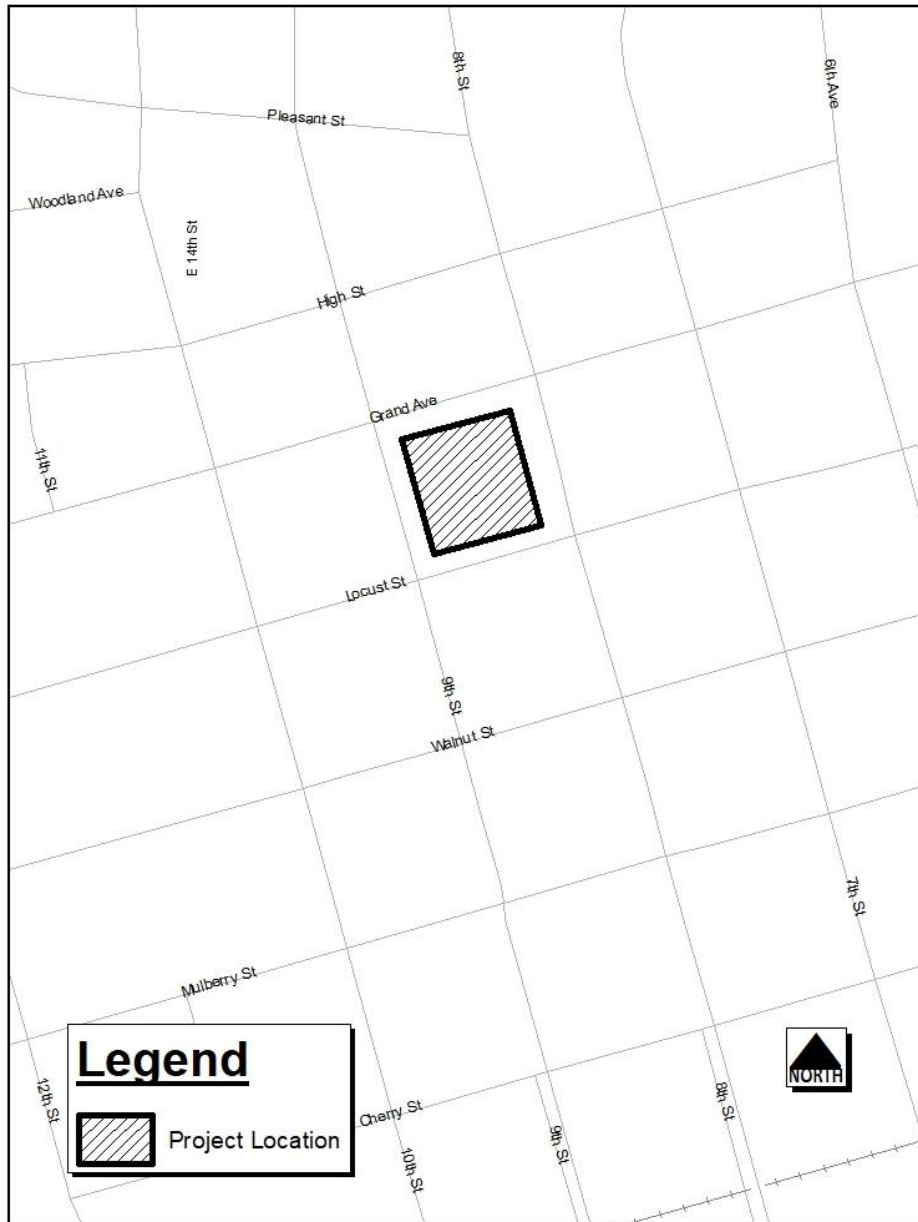 8th St
6th Ave
Pleasant St
Woodland Ave
E 14th St
High St
Grand Ave
11th St
Locust St
9th St
Walnut St
7th St
Mulberry St
Legend
Project Location
NORTH
12th St
Cherry St
10th St
9th St
8th St